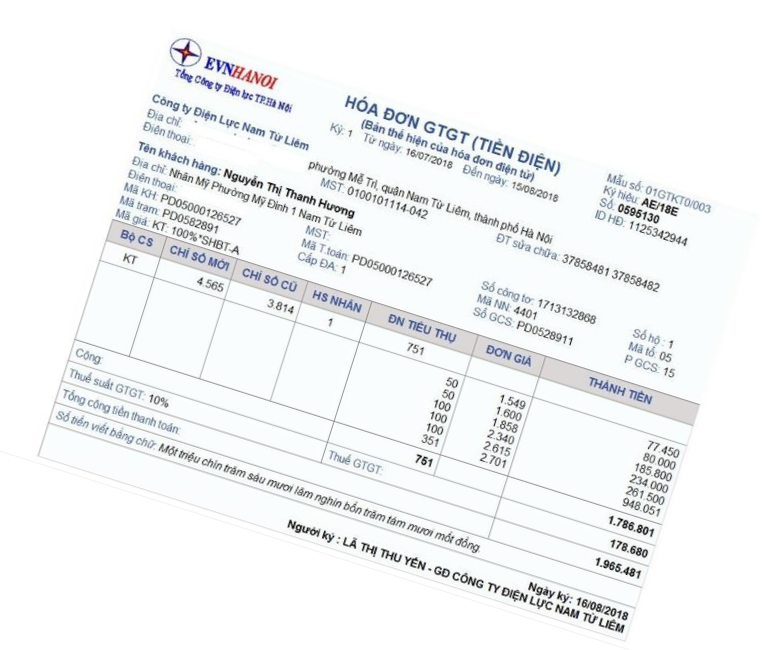 EVNHANOI
Tổng Công ty Điện lực TP.Hà Nội
HÓA ĐƠN GTGT (TIỀN ĐIỆN)
(Bản thể hiện của hóa đơn điện tử)
Kỳ: 1 Từ ngày: 16/07/2018 Đến ngày: 15/08/2018
Mẫu số: 01GTKT0/003
Ký hiệu: AE/18E
Số: 0595130
ID HĐ: 1125342944
Công ty Điện Lực Nam Từ Liêm
Địa chỉ: phường Mễ Trì, quận Nam Từ Liêm, thành phố Hà Nội
Điện thoại: MST: 0100101114-042 ĐT sửa chữa: 37858481 37858482
Tên khách hàng: Nguyễn Thị Thanh Hương
Địa chỉ: Nhân Mỹ Phường Mỹ Đình 1 Nam Từ Liêm
Điện thoại: MST: Số công tơ: 1713132868 Số hộ: 1
Mã KH: PD05000126527 Mã T.toán: PD05000126527 Mã NN: 4401 Mã tổ: 05
Mã trạm: PD0582891 Cấp ĐA: 1 Số GCS: PD0528911 P GCS: 15
Mã giá: KT: 100%*SHBT-A
Bộ CS CHỈ SỐ MỚI CHỈ SỐ CŨ HS NHÂN ĐN TIÊU THỤ ĐƠN GIÁ THÀNH TIỀN
KT 4.565 3.814 1 751
50 1.549 77.450
50 1.600 80.000
100 1.858 185.800
100 2.340 234.000
100 2.615 261.500
351 2.701 948.051
Cộng: 751 1.786.801
Thuế suất GTGT: 10% Thuế GTGT: 178.680
Tổng cộng tiền thanh toán: 1.965.481
Số tiền viết bằng chữ: Một triệu chín trăm sáu mươi lăm nghìn bốn trăm tám mươi mốt đồng.
Ngày ký: 16/08/2018
Người ký : LÃ THỊ THU YẾN - GĐ CÔNG TY ĐIỆN LỰC NAM TỪ LIÊM